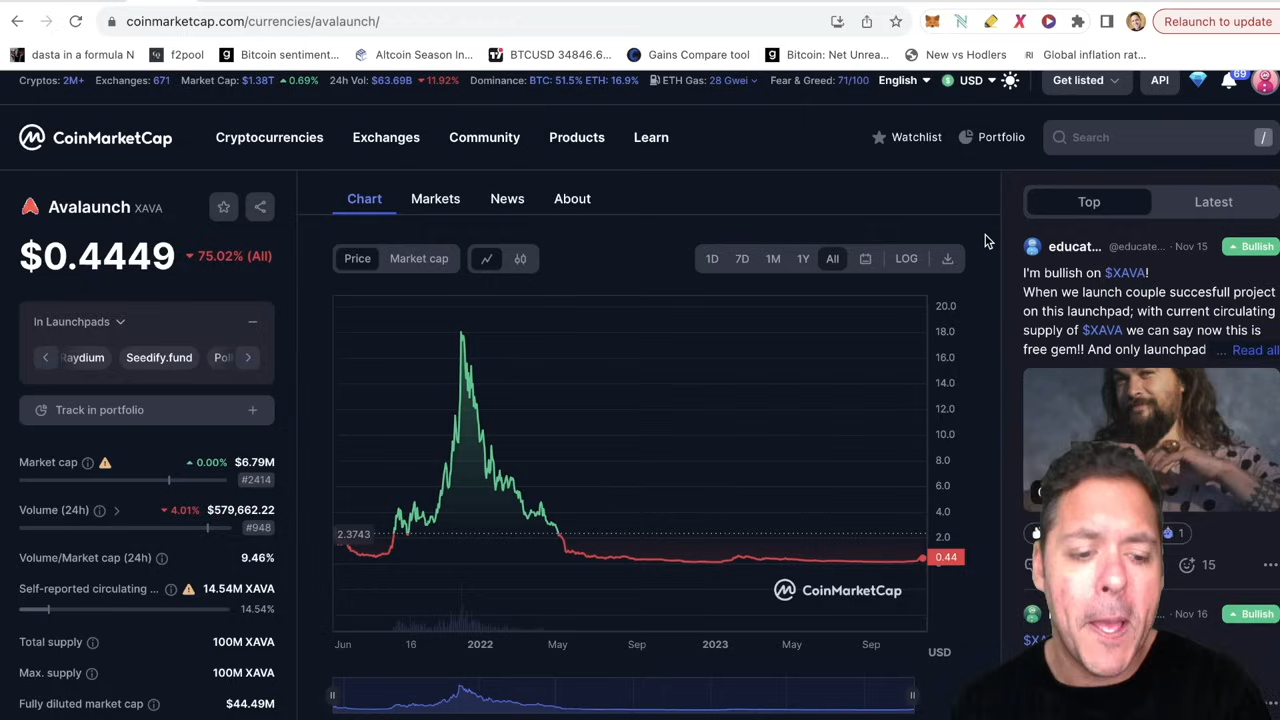 coinmarketcap.com/currencies/avalaunch/
Relaunch to update
dasta in a formula N
f2pool
Bitcoin sentiment...
Altcoin Season In...
BTCUSD 34846.6...
Gains Compare tool
Bitcoin: Net Unrea...
New vs Hodlers
Global inflation rat...
Cryptos: 2M+ Exchanges: 671 Market Cap: $1.38T 0.69% 24h Vol: $63.69B 11.92% Dominance: BTC: 51.5% ETH: 16.9% ETH Gas: 28 Gwei Fear & Greed: 71/100
English USD Get listed API 69
CoinMarketCap Cryptocurrencies Exchanges Community Products Learn Watchlist Portfolio Search /
Avalaunch XAVA
$0.4449 75.02% (All)
In Launchpads
Raydium Seedify.fund Pol
Track in portfolio +
Market cap 0.00% $6.79M
#2414
Volume (24h) 4.01% $579,662.22
#948
Volume/Market cap (24h) 9.46%
Self-reported circulating ... 14.54M XAVA
14.54%
Total supply 100M XAVA
Max. supply 100M XAVA
Fully diluted market cap $44.49M
Chart Markets News About
Price Market cap 1D 7D 1M 1Y All LOG
20.0
18.0
16.0
14.0
12.0
10.0
8.0
6.0
4.0
2.0
2.3743
0.44
CoinMarketCap
Jun 16 2022 May Sep 2023 May Sep
USD
Top Latest
educat... @educate... · Nov 15 Bullish
I'm bullish on $XAVA!
When we launch couple succesfull project
on this launchpad; with current circulating
supply of $XAVA we can say now this is
free gem!! And only launchpad ... Read all
1
15
Nov 16 Bullish